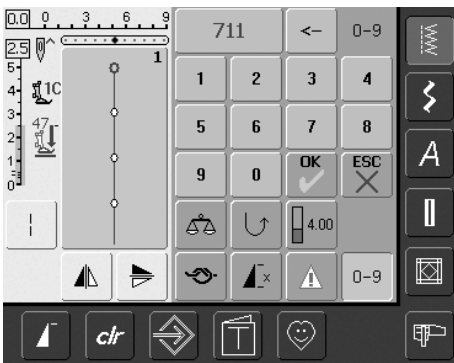 0.0 0 . . 3 . . 6 . . 9
711 <- 0-9
2.5
1
5
4 1C
3
47
2
1
0
1 2 3 4
5 6 7 8
9 0 OK ESC
4.00
x 0-9
A
clr
T